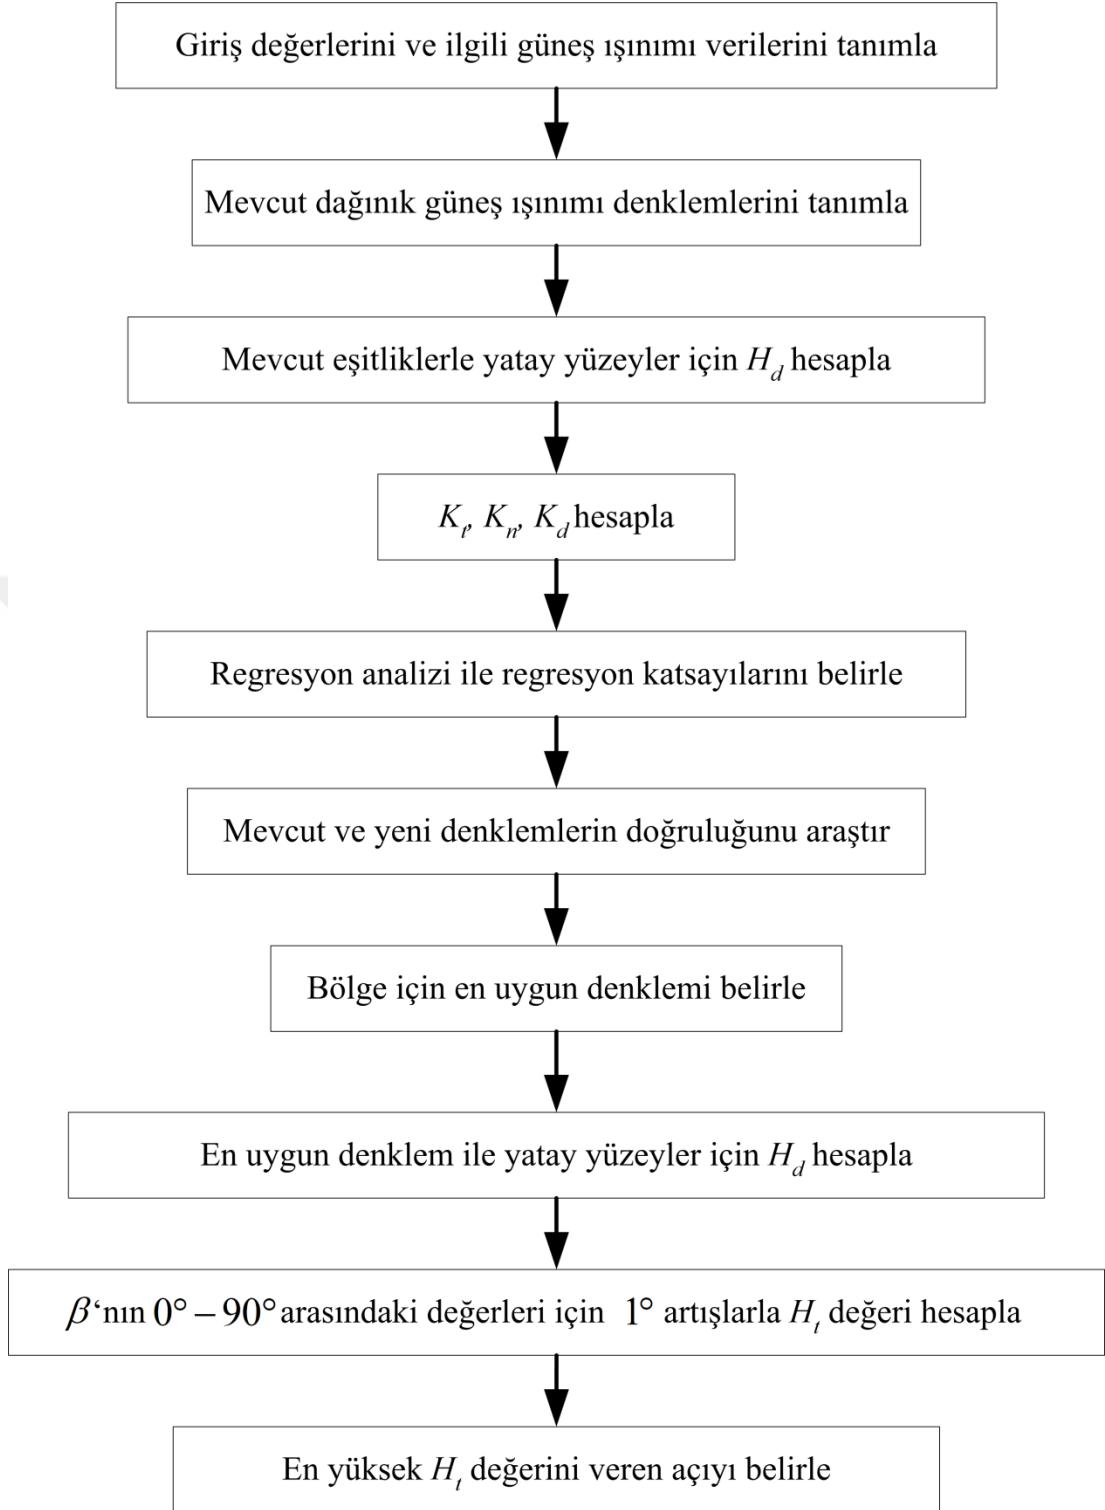 Giriş değerlerini ve ilgili güneş ışınımı verilerini tanımla
Mevcut dağınık güneş ışınımı denklemlerini tanımla
Mevcut eşitliklerle yatay yüzeyler için H_d hesapla
K_t, K_n, K_d hesapla
Regresyon analizi ile regresyon katsayılarını belirle
Mevcut ve yeni denklemlerin doğruluğunu araştır
Bölge için en uygun denklemi belirle
En uygun denklem ile yatay yüzeyler için H_d hesapla
β‘nın 0° – 90° arasındaki değerleri için 1° artışlarla H_t değeri hesapla
En yüksek H_t değerini veren açıyı belirle